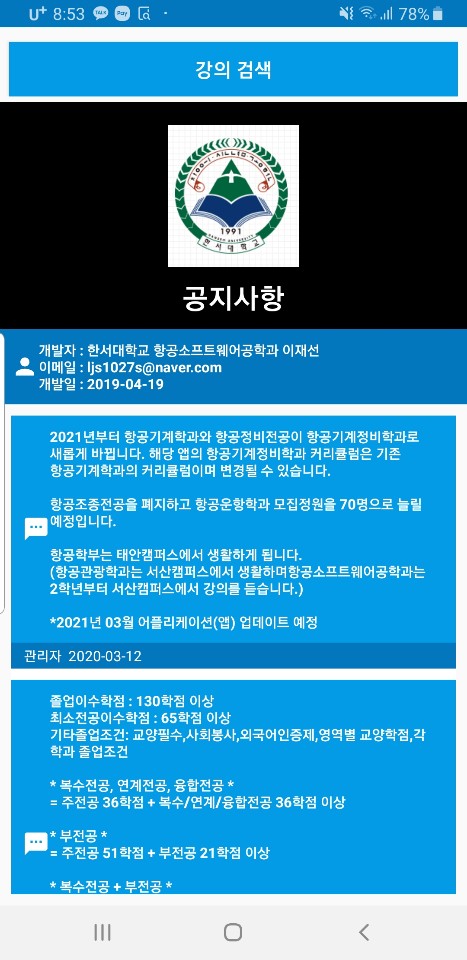 U+ 8:53 TALK Pay 78%
강의 검색
1991
HANSEO UNIVERSITY
한서대학교
공지사항
개발자 : 한서대학교 항공소프트웨어공학과 이재선
이메일 : ljs1027s@naver.com
개발일 : 2019-04-19
2021년부터 항공기계학과와 항공정비전공이 항공기계정비학과로
새롭게 바뀝니다. 해당 앱의 항공기계정비학과 커리큘럼은 기존
항공기계학과의 커리큘럼이며 변경될 수 있습니다.
항공조종전공을 폐지하고 항공운항학과 모집정원을 70명으로 늘릴
예정입니다.
항공학부는 태안캠퍼스에서 생활하게 됩니다.
(항공관광학과는 서산캠퍼스에서 생활하며항공소프트웨어공학과는
2학년부터 서산캠퍼스에서 강의를 듣습니다.)
*2021년 03월 어플리케이션(앱) 업데이트 예정
관리자 2020-03-12
졸업이수학점 : 130학점 이상
최소전공이수학점 : 65학점 이상
기타졸업조건: 교양필수,사회봉사,외국어인증제,영역별 교양학점,각
학과 졸업조건
* 복수전공, 연계전공, 융합전공 *
= 주전공 36학점 + 복수/연계/융합전공 36학점 이상
* 부전공 *
= 주전공 51학점 + 부전공 21학점 이상
* 복수전공 + 부전공 *